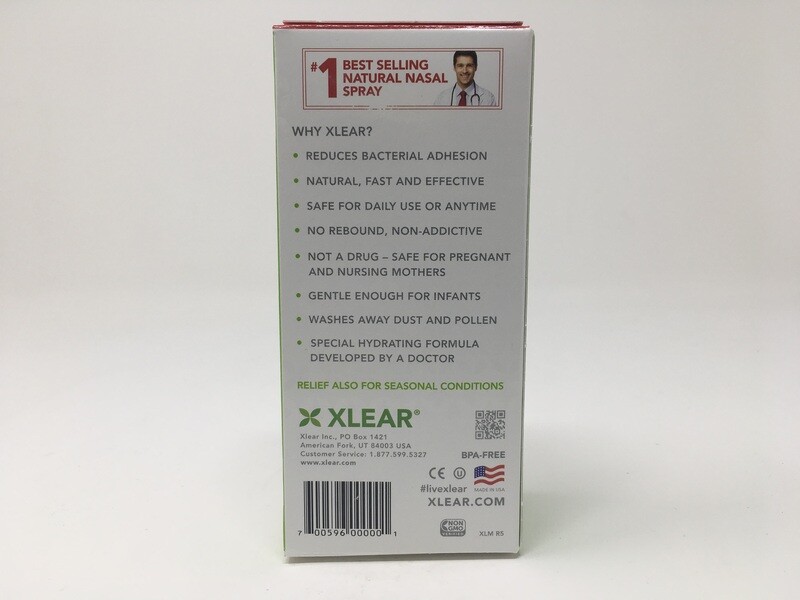 #1 BEST SELLING
NATURAL NASAL
SPRAY
WHY XLEAR?
• REDUCES BACTERIAL ADHESION
• NATURAL, FAST AND EFFECTIVE
• SAFE FOR DAILY USE OR ANYTIME
• NO REBOUND, NON-ADDICTIVE
• NOT A DRUG – SAFE FOR PREGNANT
AND NURSING MOTHERS
• GENTLE ENOUGH FOR INFANTS
• WASHES AWAY DUST AND POLLEN
• SPECIAL HYDRATING FORMULA
DEVELOPED BY A DOCTOR
RELIEF ALSO FOR SEASONAL CONDITIONS
XLEAR®
Xlear Inc., PO Box 1421
American Fork, UT 84003 USA
Customer Service: 1.877.599.5327
www.xlear.com
BPA-FREE
CE U
MADE IN USA
#livexlear
XLEAR.COM
7 00596 00000 1
NON
GMO
VERIFIED
XLM R5